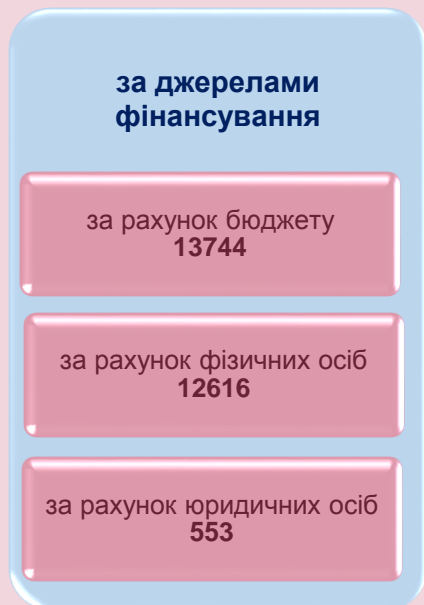 за джерелами
фінансування
за рахунок бюджету
13744
за рахунок фізичних осіб
12616
за рахунок юридичних осіб
553